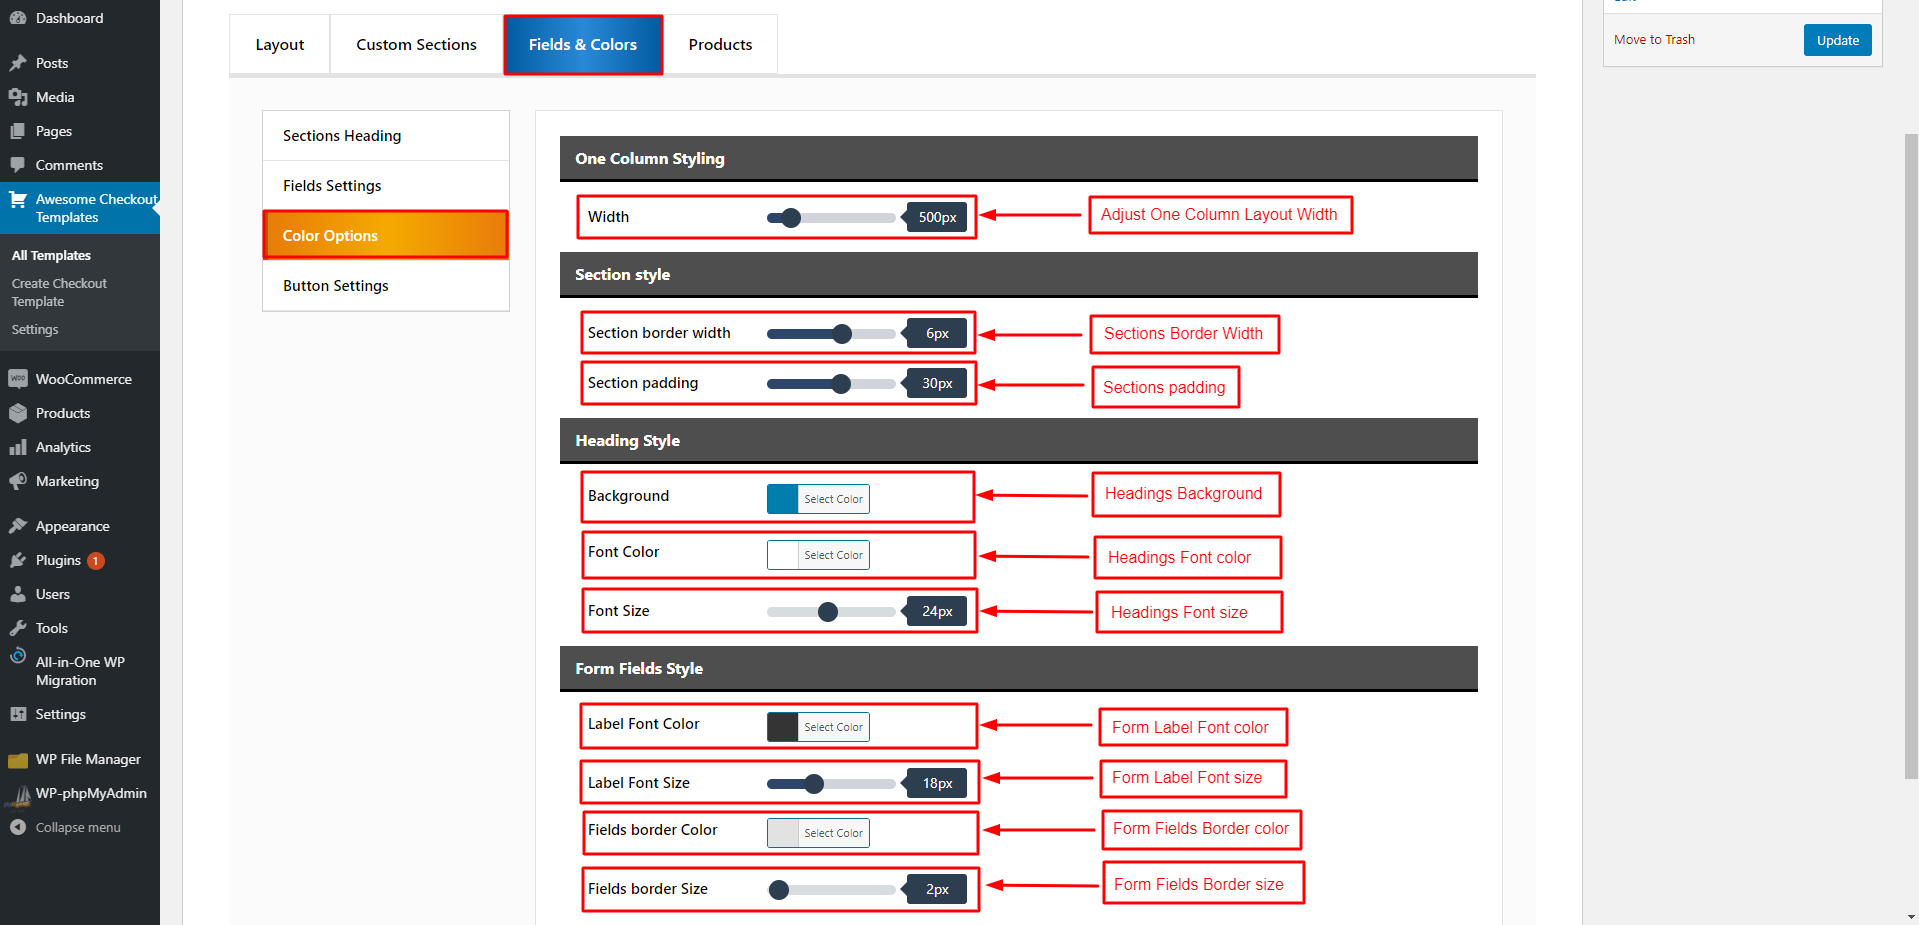 Dashboard
Posts
Media
Pages
Comments
Awesome Checkout
Templates
All Templates
Create Checkout
Template
Settings
WooCommerce
Products
Analytics
Marketing
Appearance
Plugins 1
Users
Tools
All-in-One WP
Migration
Settings
WP File Manager
WP-phpMyAdmin
Collapse menu
Layout
Custom Sections
Fields & Colors
Products
Sections Heading
Fields Settings
Color Options
Button Settings
One Column Styling
Width 500px Adjust One Column Layout Width
Section style
Section border width 6px Sections Border Width
Section padding 30px Sections padding
Heading Style
Background Select Color Headings Background
Font Color Select Color Headings Font color
Font Size 24px Headings Font size
Form Fields Style
Label Font Color Select Color Form Label Font color
Label Font Size 18px Form Label Font size
Fields border Color Select Color Form Fields Border color
Fields border Size 2px Form Fields Border size
Move to Trash
Update